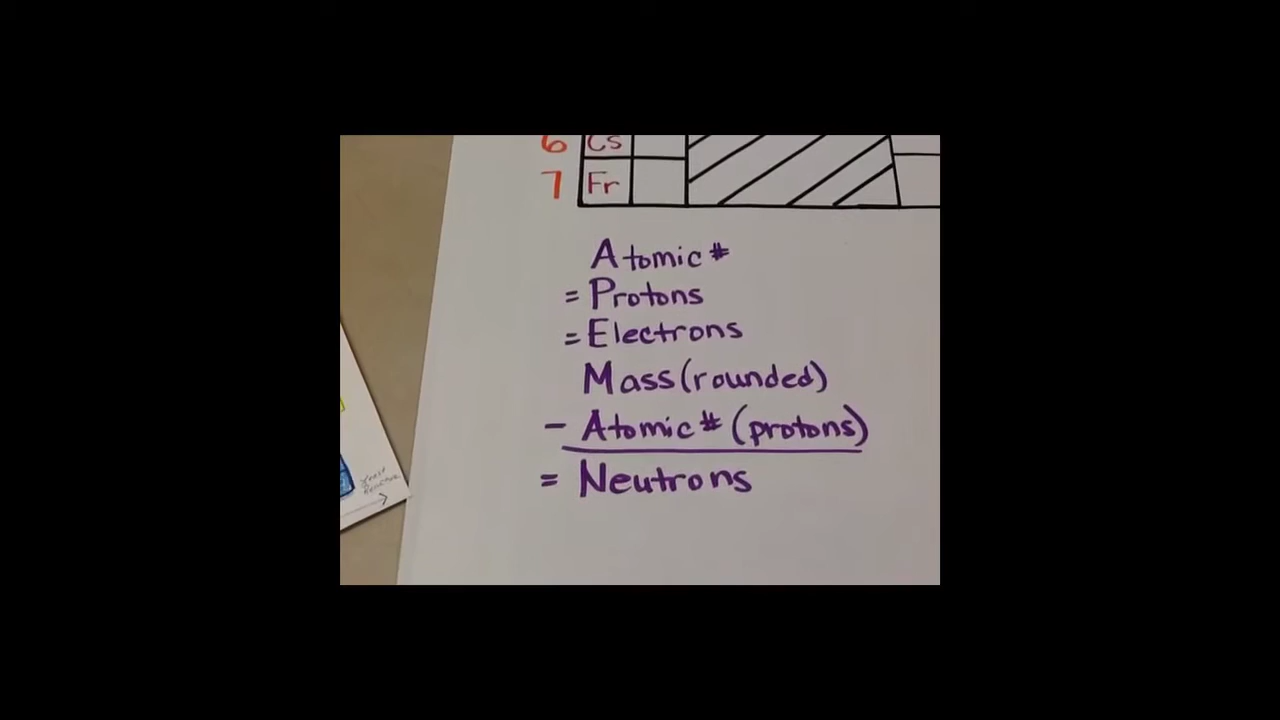 6 Cs
7 Fr
Atomic #
= Protons
= Electrons
Mass (rounded)
- Atomic # (protons)
= Neutrons